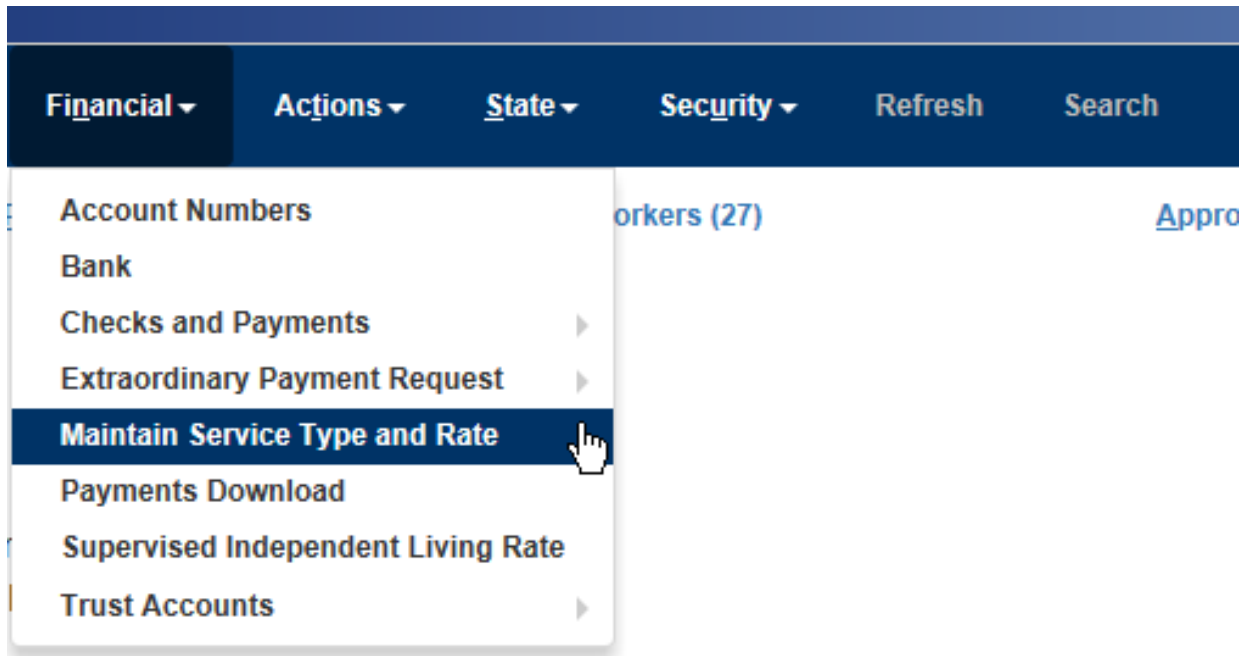 Financial Actions State Security Refresh Search
Account Numbers
orkers (27) Appro
Bank
Checks and Payments
Extraordinary Payment Request
Maintain Service Type and Rate
Payments Download
Supervised Independent Living Rate
Trust Accounts